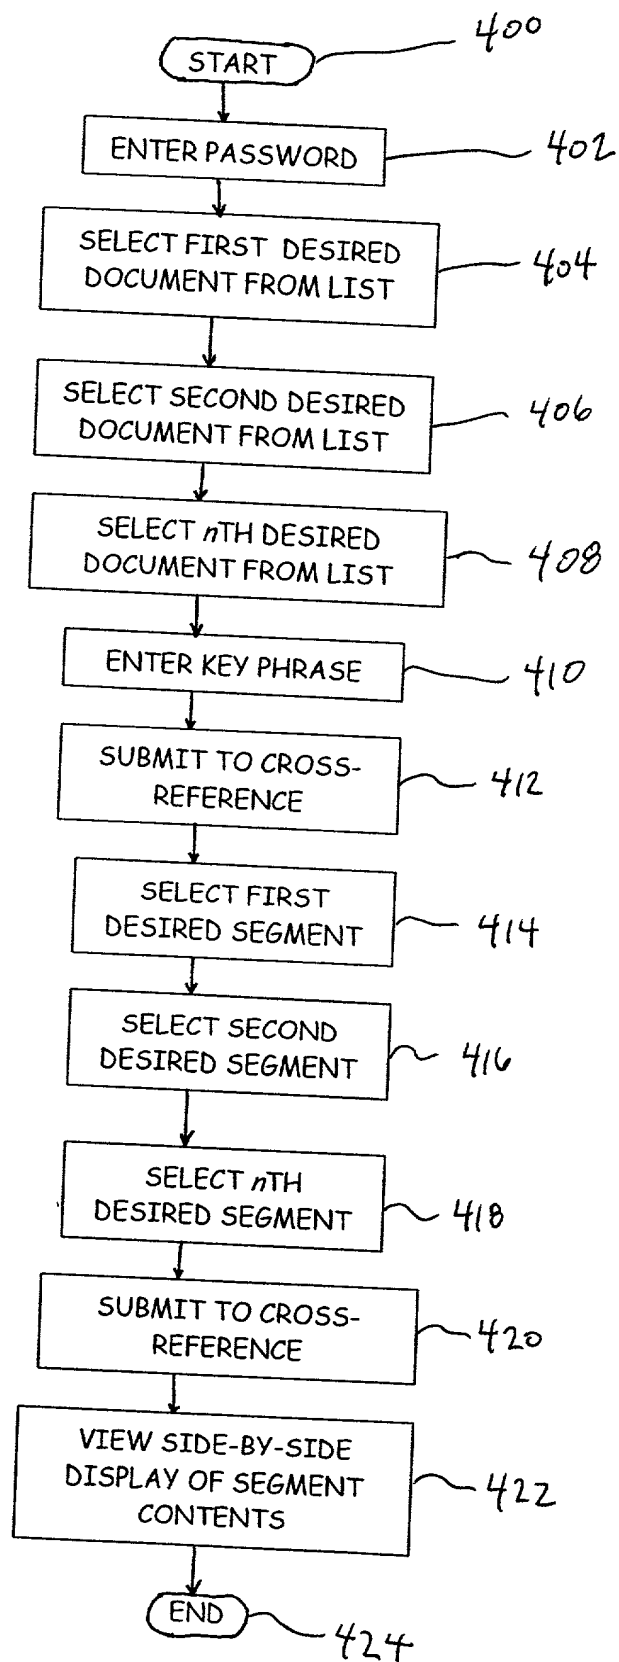 400
START
402
ENTER PASSWORD
404
SELECT FIRST DESIRED
DOCUMENT FROM LIST
406
SELECT SECOND DESIRED
DOCUMENT FROM LIST
408
SELECT nTH DESIRED
DOCUMENT FROM LIST
410
ENTER KEY PHRASE
412
SUBMIT TO CROSS-
REFERENCE
414
SELECT FIRST
DESIRED SEGMENT
416
SELECT SECOND
DESIRED SEGMENT
418
SELECT nTH
DESIRED SEGMENT
420
SUBMIT TO CROSS-
REFERENCE
422
VIEW SIDE-BY-SIDE
DISPLAY OF SEGMENT
CONTENTS
END
424